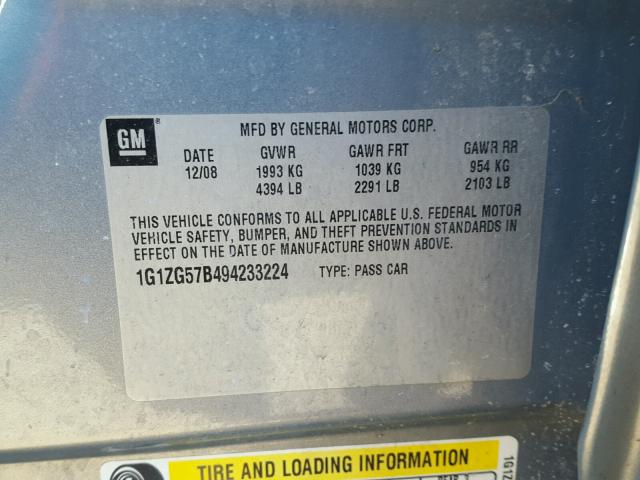 GM ®
MFD BY GENERAL MOTORS CORP.
DATE GVWR GAWR FRT GAWR RR
12/08 1993 KG 1039 KG 954 KG
4394 LB 2291 LB 2103 LB
THIS VEHICLE CONFORMS TO ALL APPLICABLE U.S. FEDERAL MOTOR
VEHICLE SAFETY, BUMPER, AND THEFT PREVENTION STANDARDS IN
EFFECT ON THE DATE OF MANUFACTURE SHOWN ABOVE.
1G1ZG57B494233224 TYPE: PASS CAR
TIRE AND LOADING INFORMATION
1G1Z